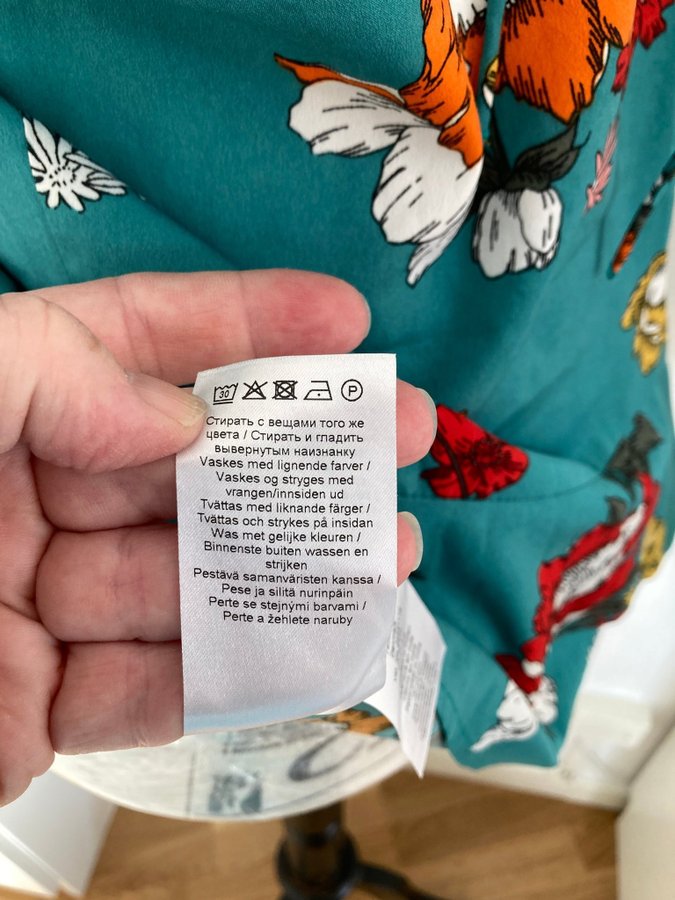 30 P
Стирать с вещами того же
цвета / Стирать и гладить
вывернутым наизнанку
Vaskes med lignende farver /
Vaskes og stryges med
vrangen/innsiden ud
Tvättas med liknande färger /
Tvättas och strykes på insidan
Was met gelijke kleuren /
Binnenste buiten wassen en
strijken
Pestävä samanväristen kanssa /
Pese ja silitä nurinpäin
Perte se stejnými barvami /
Perte a žehlete naruby